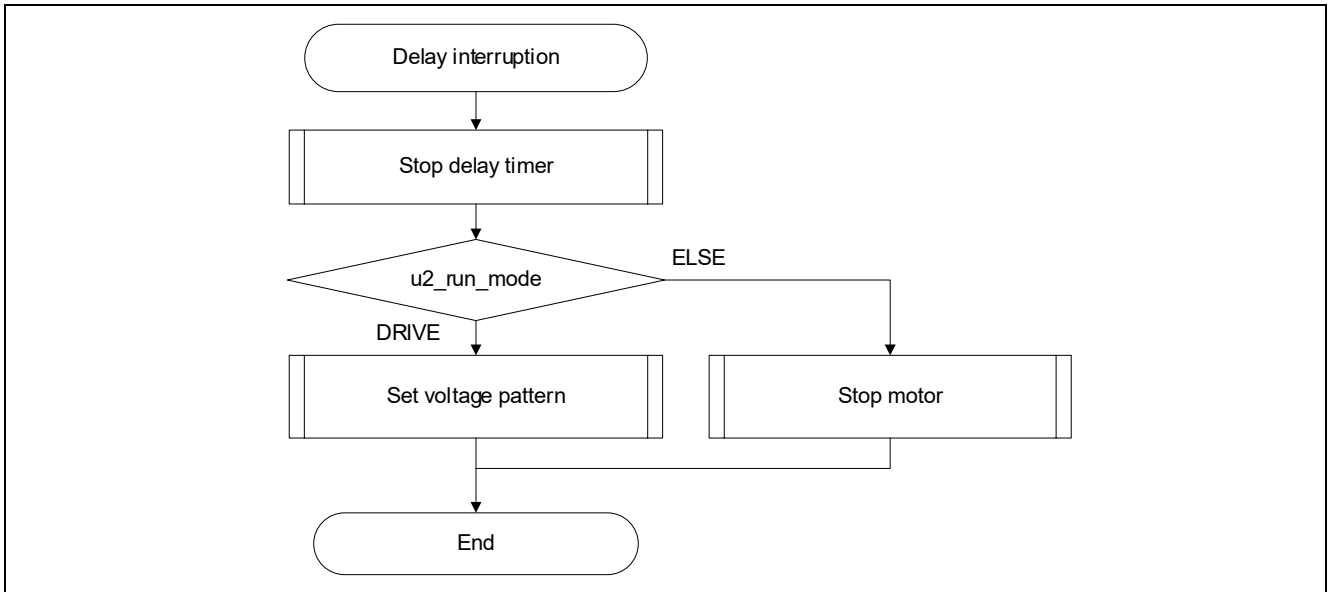 Delay interruption
Stop delay timer
u2_run_mode
ELSE
DRIVE
Set voltage pattern
Stop motor
End